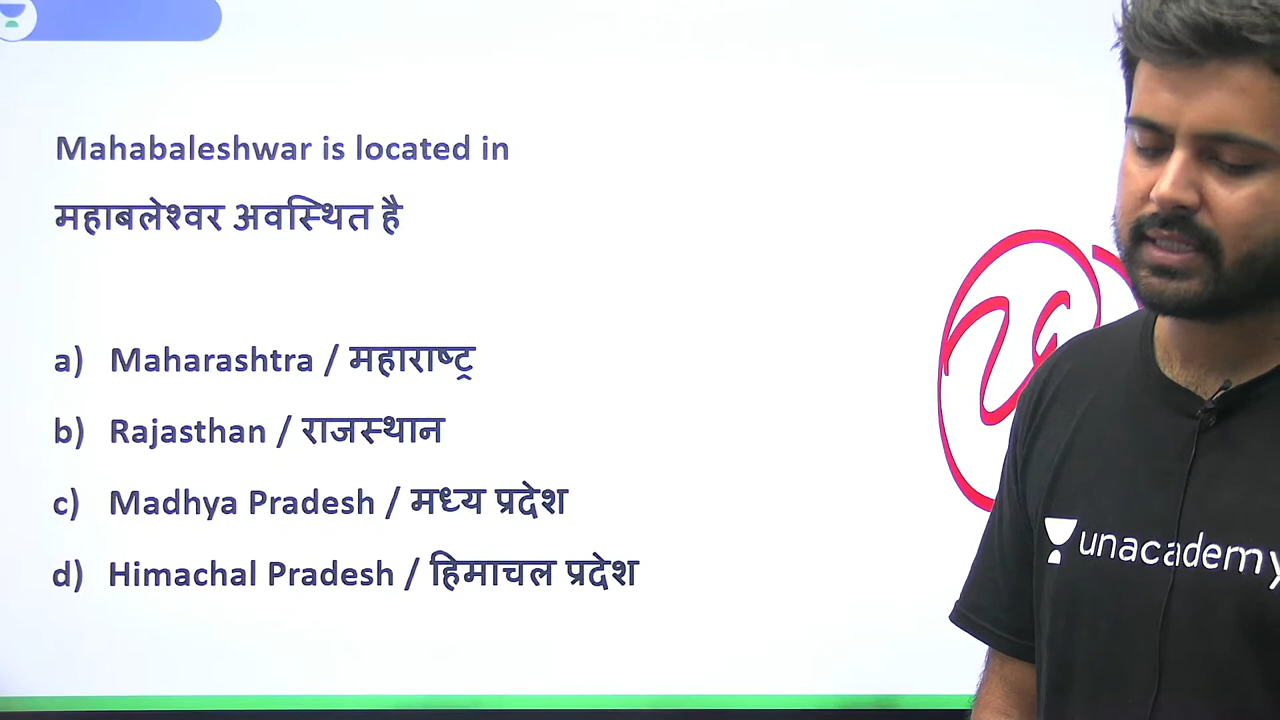 Mahabaleshwar is located in
महाबलेश्वर अवस्थित है
a) Maharashtra / महाराष्ट्र
b) Rajasthan / राजस्थान
c) Madhya Pradesh / मध्य प्रदेश
d) Himachal Pradesh / हिमाचल प्रदेश
unacademy